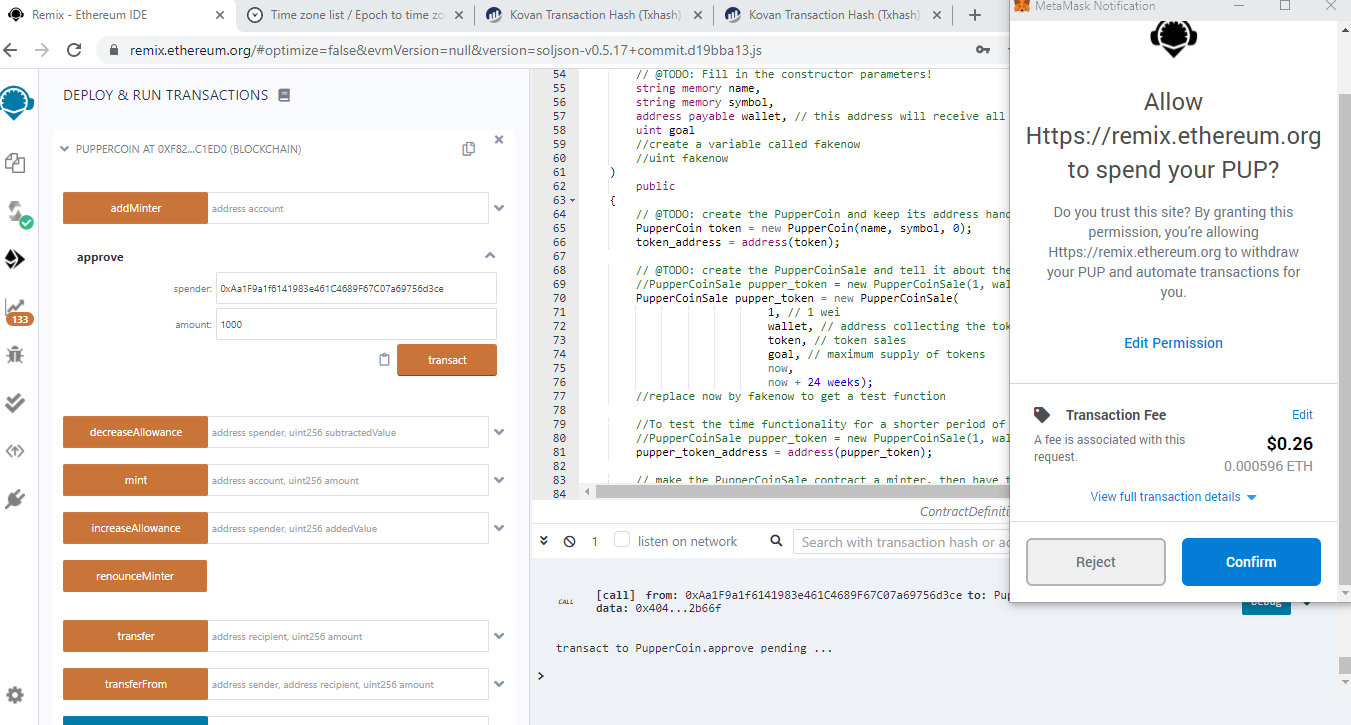 Remix - Ethereum IDE
Time zone list / Epoch to time zo
Kovan Transaction Hash (Txhash)
Kovan Transaction Hash (Txhash)
remix.ethereum.org/#optimize=false&evmVersion=null&version=soljson-v0.5.17+commit.d19bba13.js
DEPLOY & RUN TRANSACTIONS
PUPPERCOIN AT 0XF82...C1ED0 (BLOCKCHAIN)
addMinter address account
approve
spender: 0xAa1F9a1f6141983e461C4689F67C07a69756d3ce
amount: 1000
transact
133
decreaseAllowance address spender, uint256 subtractedValue
mint address account, uint256 amount
increaseAllowance address spender, uint256 addedValue
renounceMinter
transfer address recipient, uint256 amount
transferFrom address sender, address recipient, uint256 amount
54 // @TODO: Fill in the constructor parameters!
55 string memory name,
56 string memory symbol,
57 address payable wallet, // this address will receive all
58 uint goal
59 //create a variable called fakenow
60 //uint fakenow
61 )
62 public
63 {
64 // @TODO: create the PupperCoin and keep its address hand
65 PupperCoin token = new PupperCoin(name, symbol, 0);
66 token_address = address(token);
67
68 // @TODO: create the PupperCoinSale and tell it about the
69 //PupperCoinSale pupper_token = new PupperCoinSale(1, wal
70 PupperCoinSale pupper_token = new PupperCoinSale(
71 1, // 1 wei
72 wallet, // address collecting the tok
73 token, // token sales
74 goal, // maximum supply of tokens
75 now,
76 now + 24 weeks);
77 //replace now by fakenow to get a test function
78
79 //To test the time functionality for a shorter period of
80 //PupperCoinSale pupper_token = new PupperCoinSale(1, wal
81 pupper_token_address = address(pupper_token);
82
83 // make the PupperCoinSale contract a minter, then have t
84
ContractDefiniti
1 listen on network Search with transaction hash or ad
CALL [call] from: 0xAa1F9a1f6141983e461C4689F67C07a69756d3ce to: Pu
data: 0x404...2b66f
Debug
transact to PupperCoin.approve pending ...
>
MetaMask Notification
Allow
Https://remix.ethereum.org
to spend your PUP?
Do you trust this site? By granting this
permission, you're allowing
Https://remix.ethereum.org to withdraw
your PUP and automate transactions for
you.
Edit Permission
Transaction Fee Edit
A fee is associated with this
request.
$0.26
0.000596 ETH
View full transaction details
Reject
Confirm